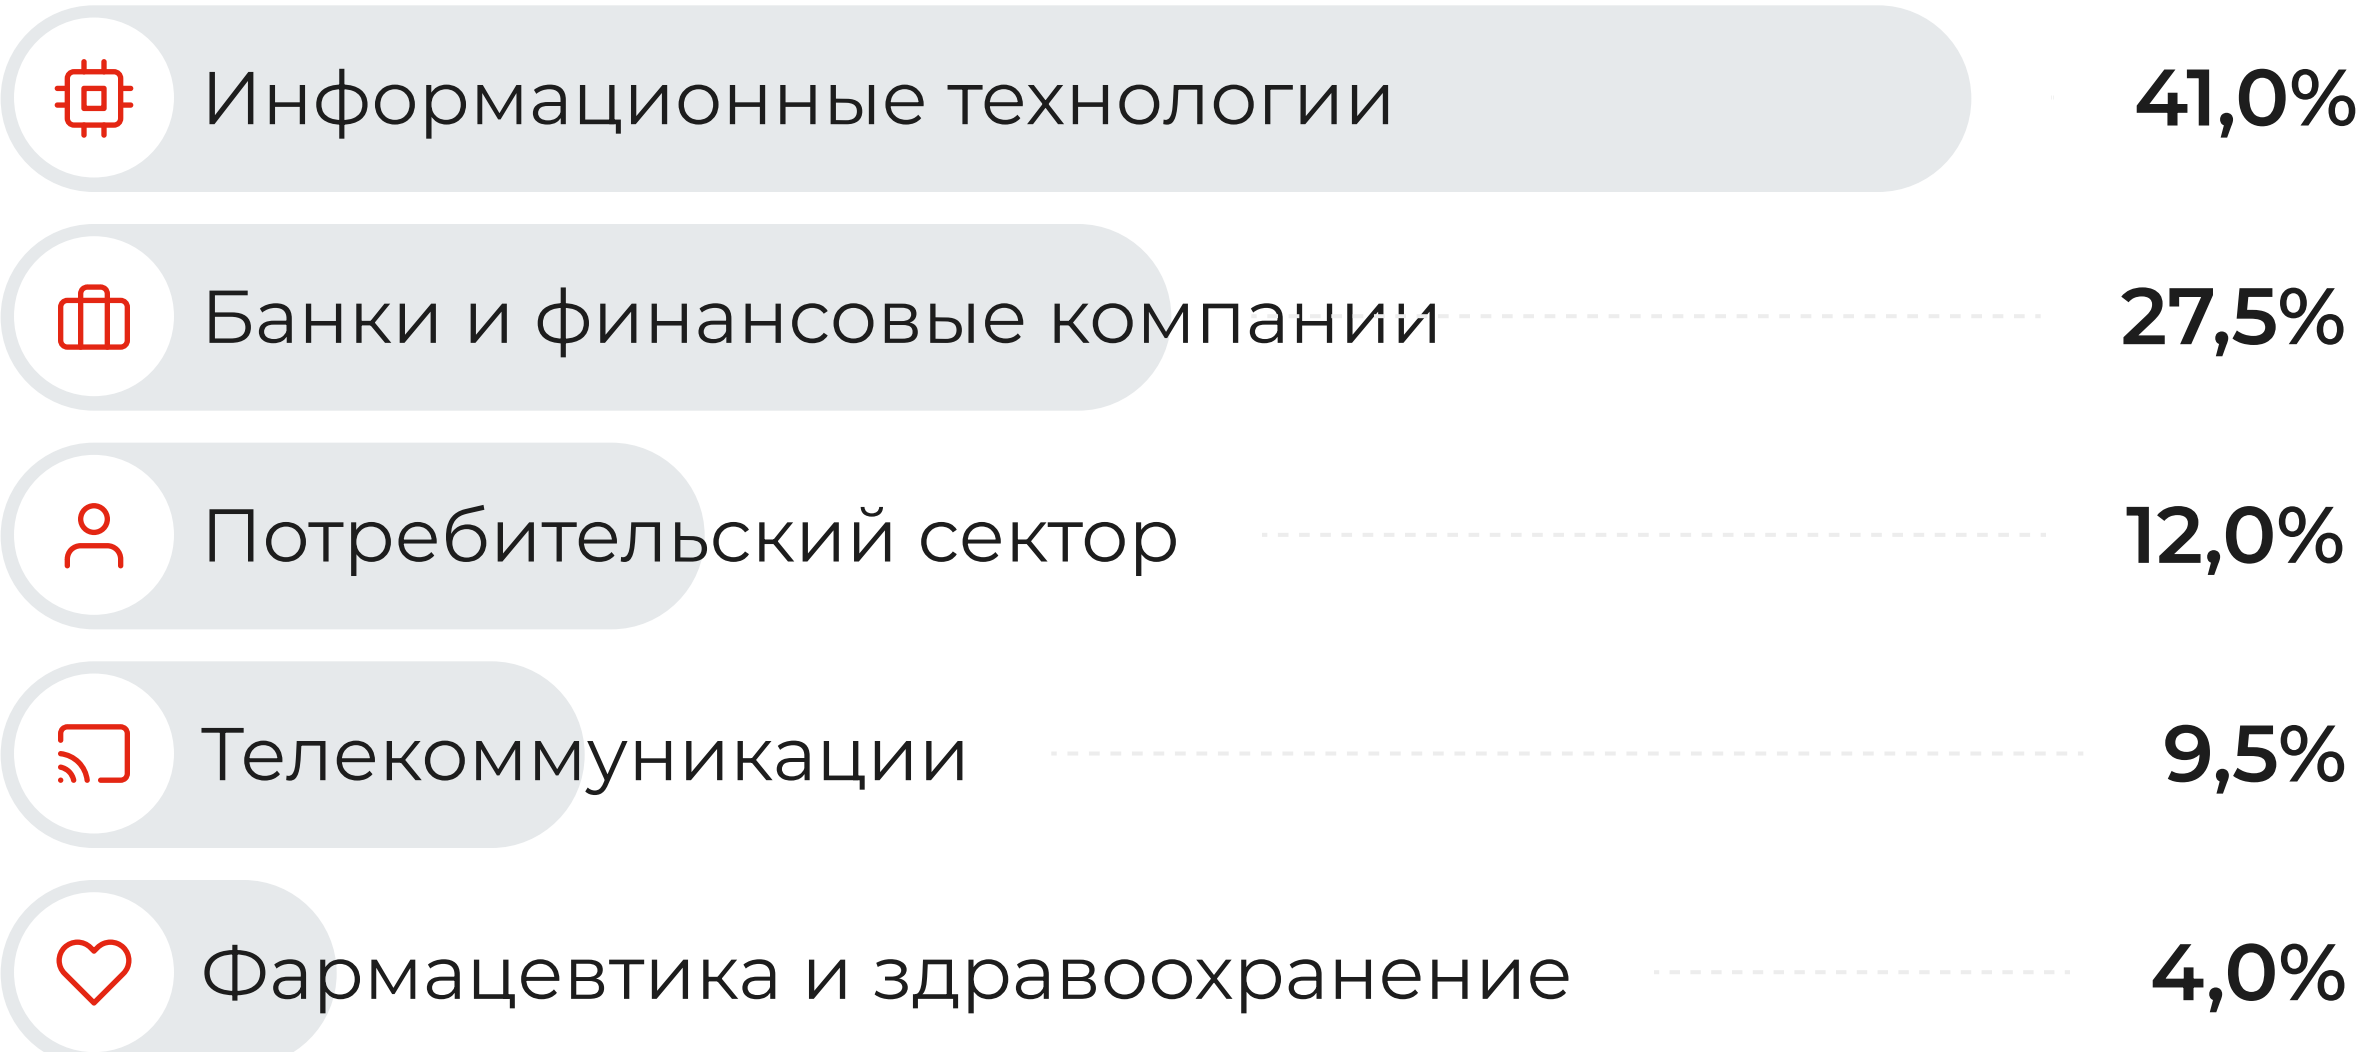 Информационные технологии 41,0%
Банки и финансовые компании 27,5%
Потребительский сектор 12,0%
Телекоммуникации 9,5%
Фармацевтика и здравоохранение 4,0%